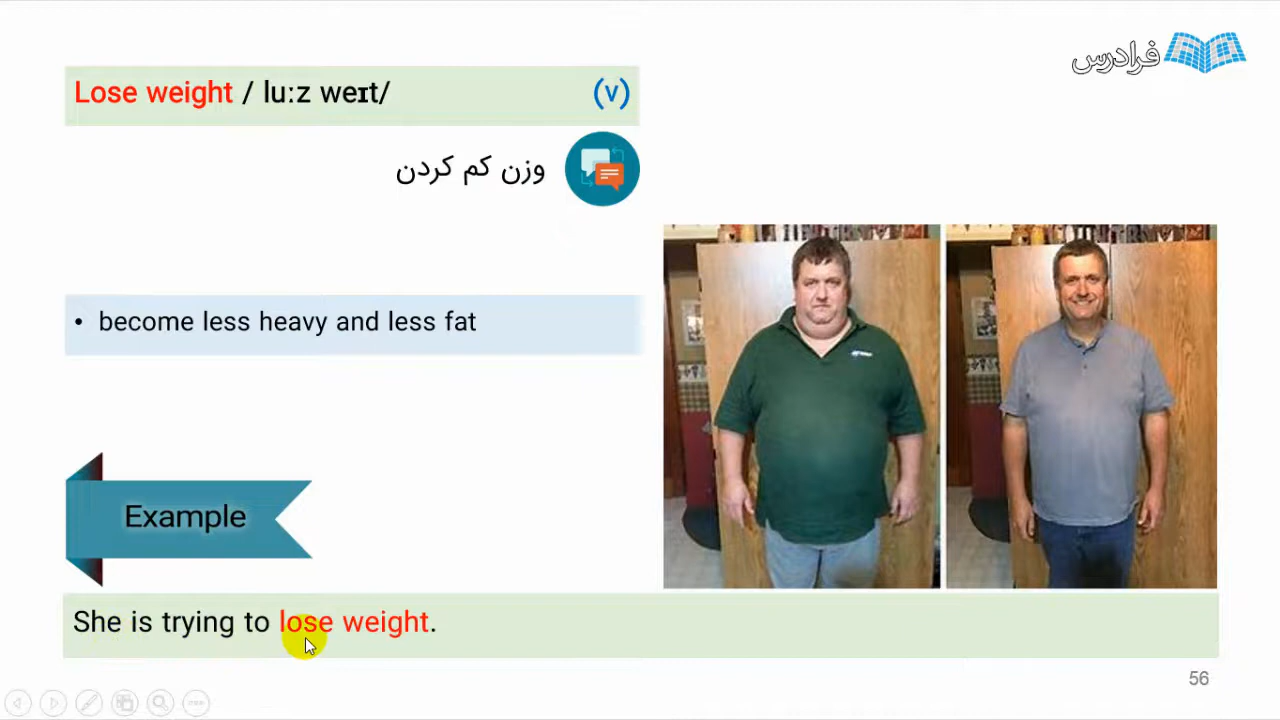 فرادرس
Lose weight / luːz weɪt/ (v)
وزن کم کردن
• become less heavy and less fat
Example
She is trying to lose weight.
56